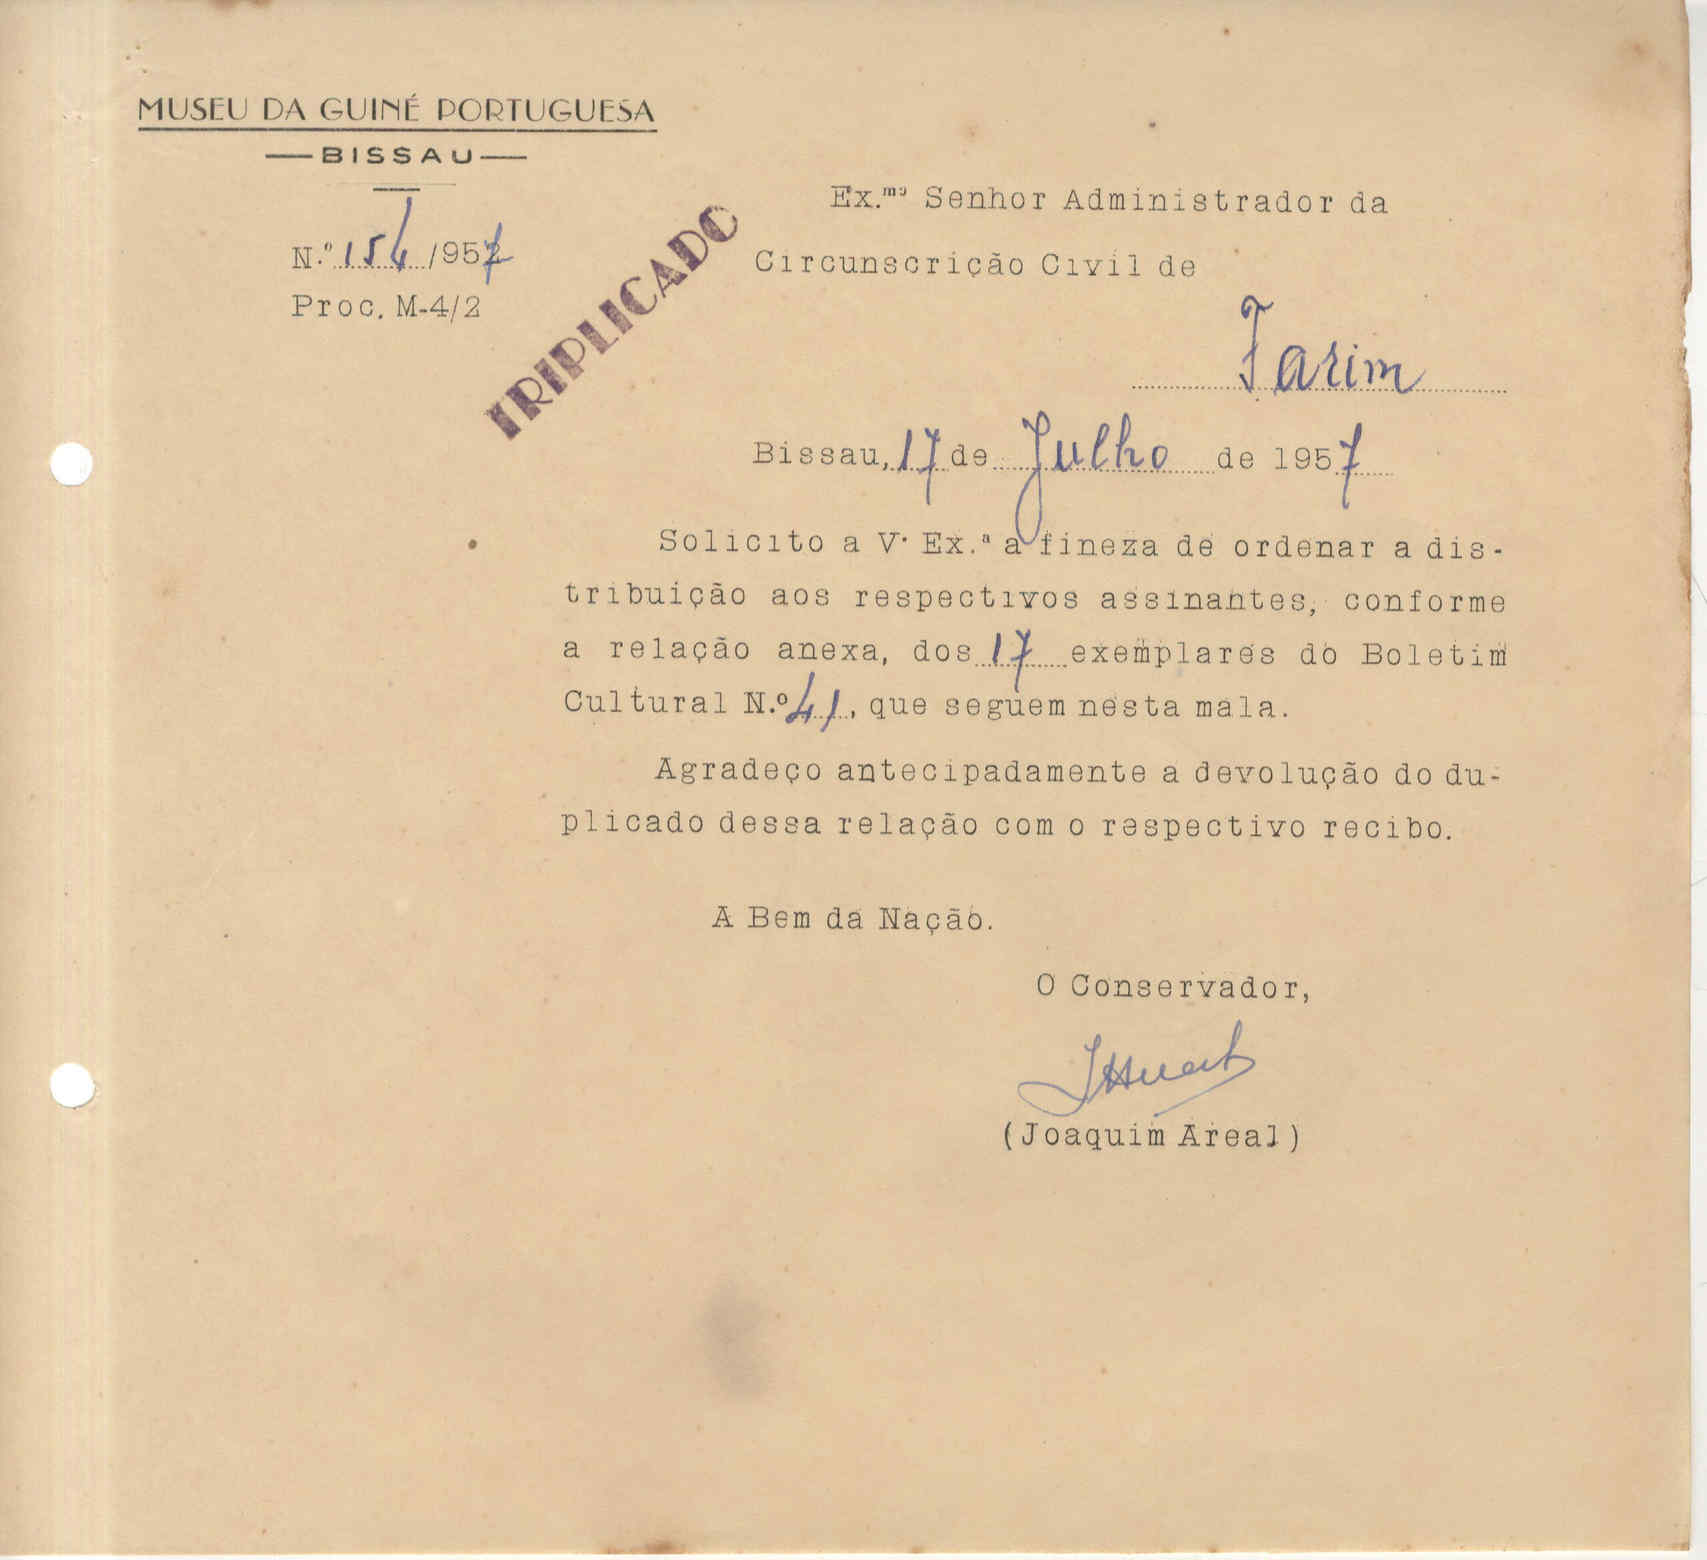 MUSEU DA GUINÉ PORTUGUESA
BISSAU
N.º 154/957
Proc. M-4/2
TRIPLICADO
Ex.mo Senhor Administrador da
Circunscrição Civil de
Farim
Bissau, 17 de Julho de 1957
Solicito a V. Ex.ª a fineza de ordenar a dis-
tribuição aos respectivos assinantes, conforme
a relação anexa, dos 17 exemplares do Boletim
Cultural N.º 41, que seguem nesta mala.
Agradeço antecipadamente a devolução do du-
plicado dessa relação com o respectivo recibo.
A Bem da Nação.
O Conservador,
(Joaquim Areal)